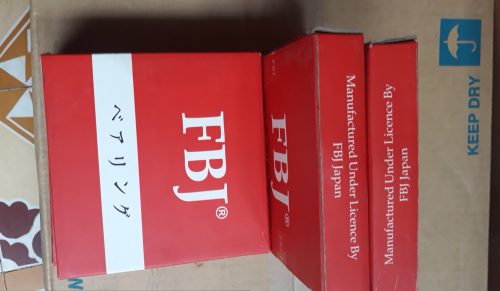 ベアリング
FBJ®
FBJ®
Manufactured Under Licence By
FBJ Japan
Manufactured Under Licence By
FBJ Japan
KEEP DRY